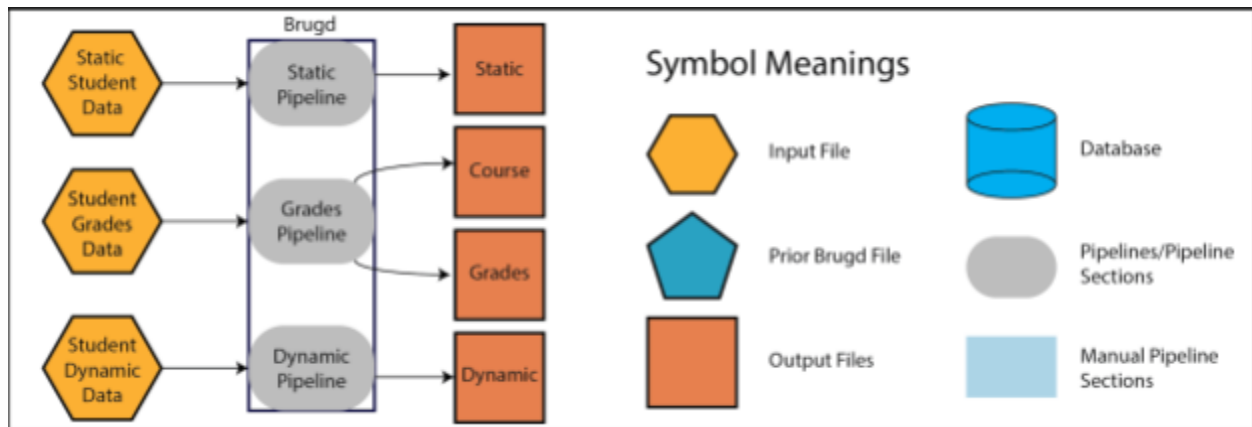 Brugd
Static
Student
Data
Static
Pipeline
Static
Student
Grades
Data
Grades
Pipeline
Course
Grades
Student
Dynamic
Data
Dynamic
Pipeline
Dynamic
Symbol Meanings
Input File
Database
Prior Brugd File
Pipelines/Pipeline
Sections
Output Files
Manual Pipeline
Sections